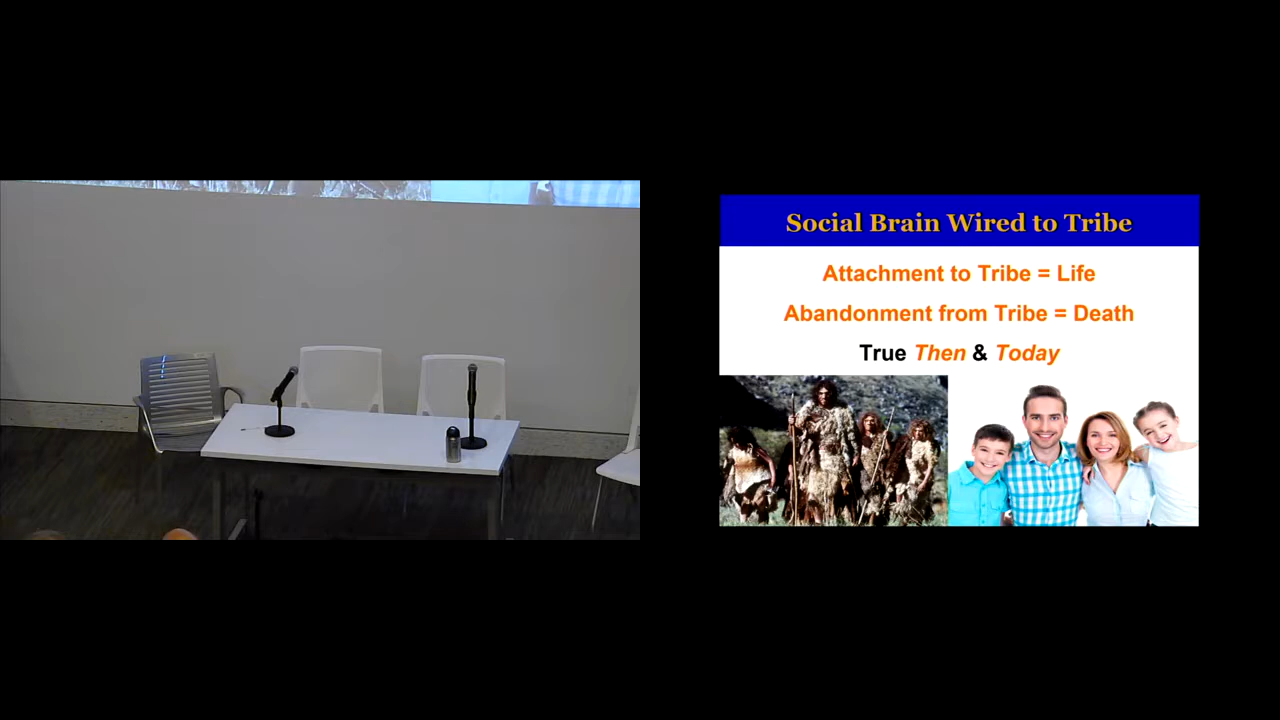 Social Brain Wired to Tribe
Attachment to Tribe = Life
Abandonment from Tribe = Death
True Then & Today